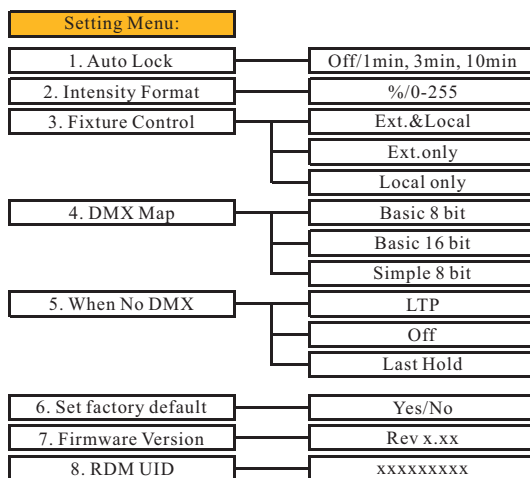 Setting Menu:
1. Auto Lock
Off/1min, 3min, 10min
2. Intensity Format
%/0-255
3. Fixture Control
Ext.&Local
Ext.only
Local only
4. DMX Map
Basic 8 bit
Basic 16 bit
Simple 8 bit
5. When No DMX
LTP
Off
Last Hold
6. Set factory default
Yes/No
7. Firmware Version
Rev x.xx
8. RDM UID
xxxxxxxxx